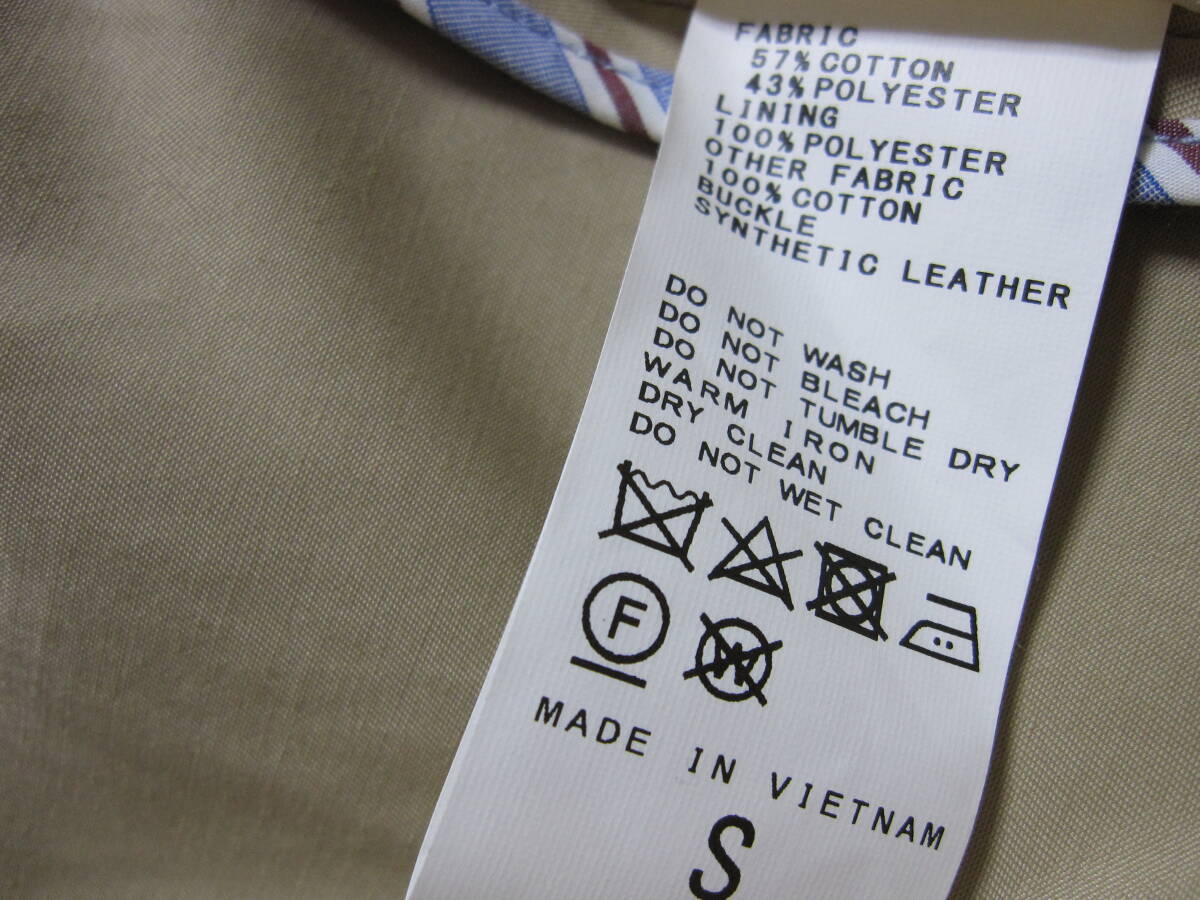 FABRIC
57%COTTON
43%POLYESTER
LINING
100%POLYESTER
OTHER FABRIC
100%COTTON
BUCKLE
SYNTHETIC LEATHER
DO NOT WASH
DO NOT BLEACH
DO NOT TUMBLE DRY
WARM IRON
DRY CLEAN
DO NOT WET CLEAN
F
W
MADE IN VIETNAM
S